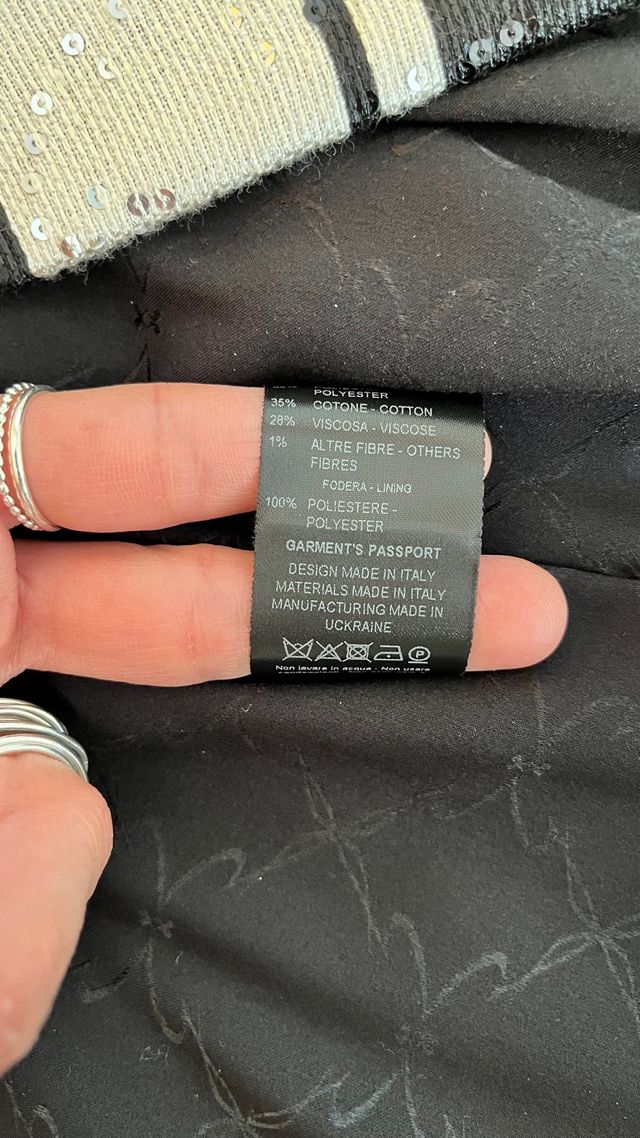 POLYESTER
35% COTONE - COTTON
28% VISCOSA - VISCOSE
1% ALTRE FIBRE - OTHERS
FIBRES
FODERA - LINING
100% POLIESTERE -
POLYESTER
GARMENT'S PASSPORT
DESIGN MADE IN ITALY
MATERIALS MADE IN ITALY
MANUFACTURING MADE IN
UCKRAINE
P
Non lavare in acqua - Non usare